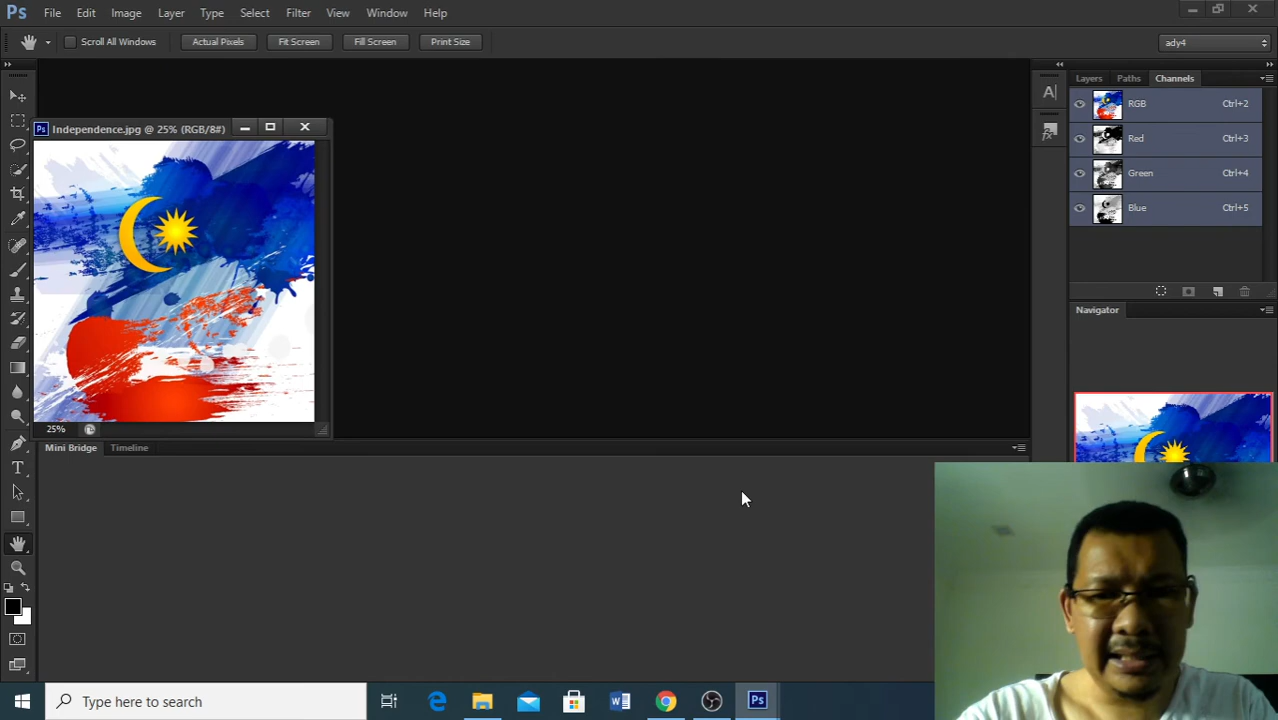 Ps File Edit Image Layer Type Select Filter View Window Help
Scroll All Windows Actual Pixels Fit Screen Fill Screen Print Size ady4
Layers Paths Channels
RGB Ctrl+2
Red Ctrl+3
Green Ctrl+4
Blue Ctrl+5
Navigator
Ps Independence.jpg @ 25% (RGB/8#)
25%
Mini Bridge Timeline
Type here to search